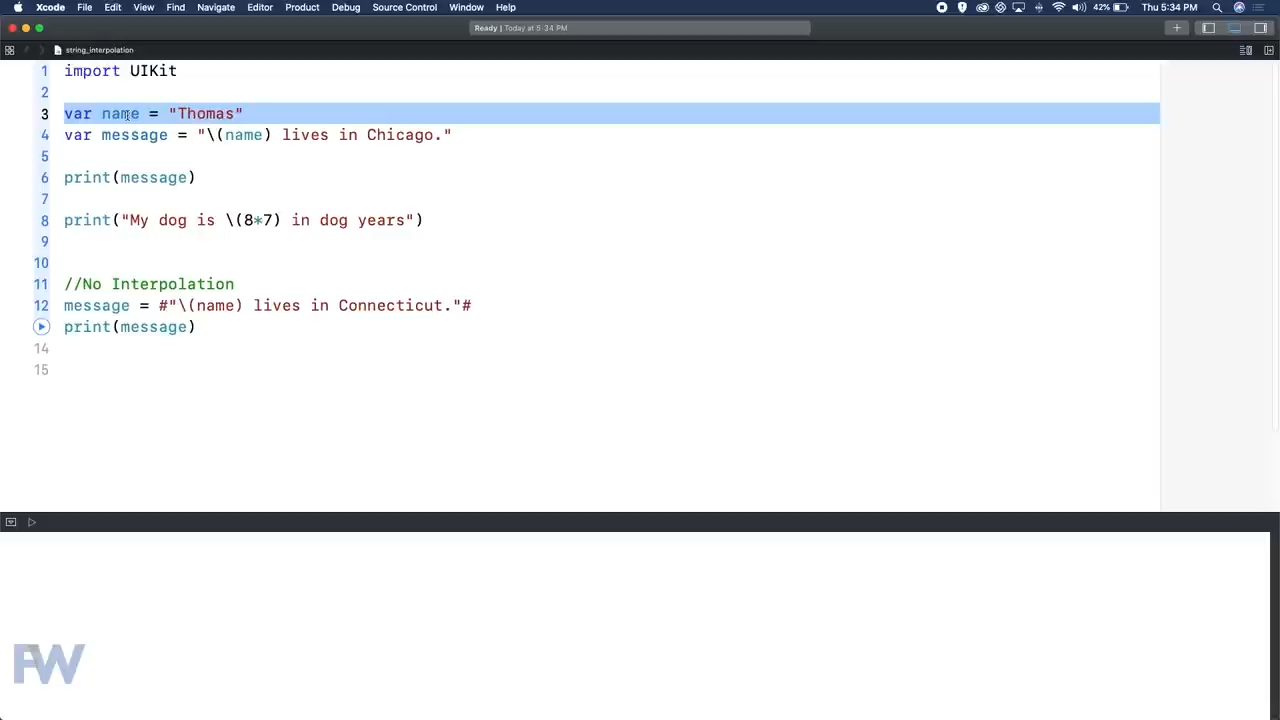 Xcode File Edit View Find Navigate Editor Product Debug Source Control Window Help 42% Thu 5:34 PM
Ready | Today at 5:34 PM
string_interpolation
1 import UIKit
2
3 var name = "Thomas"
4 var message = "\(name) lives in Chicago."
5
6 print(message)
7
8 print("My dog is \(8*7) in dog years")
9
10
11 //No Interpolation
12 message = #"\(name) lives in Connecticut."#
print(message)
14
15
FW